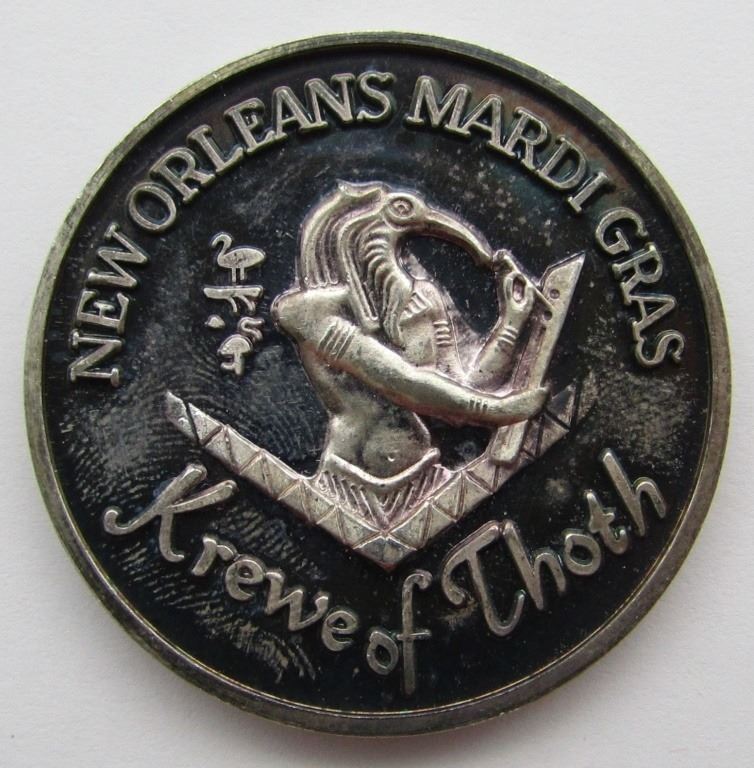 NEW ORLEANS MARDI GRAS
Krewe of Thoth